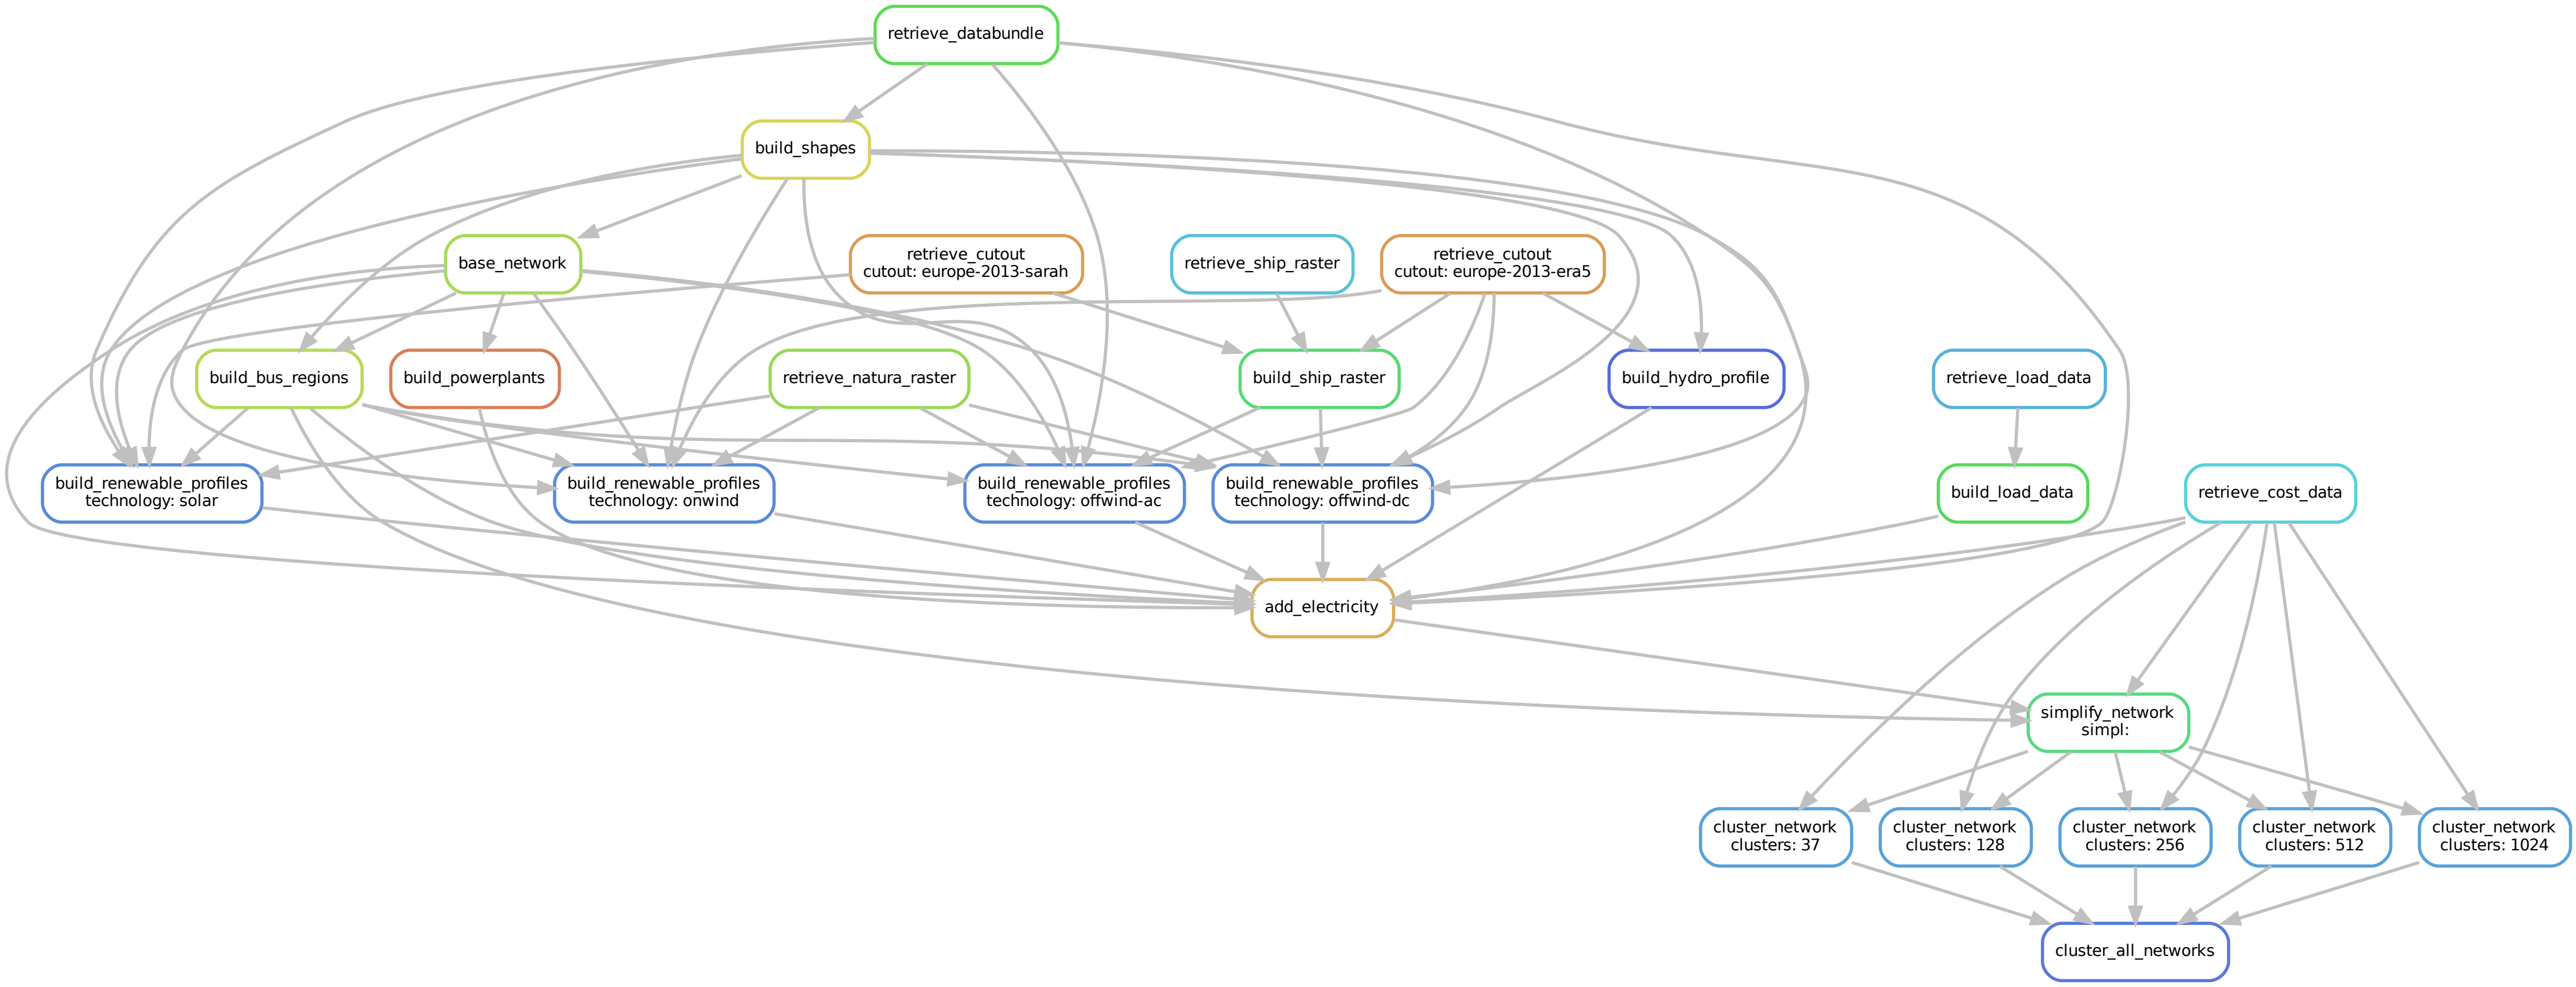 retrieve_databundle
build_shapes
base_network
retrieve_cutout
cutout: europe-2013-sarah
retrieve_ship_raster
retrieve_cutout
cutout: europe-2013-era5
build_bus_regions
build_powerplants
retrieve_natura_raster
build_ship_raster
build_hydro_profile
retrieve_load_data
build_renewable_profiles
technology: solar
build_renewable_profiles
technology: onwind
build_renewable_profiles
technology: offwind-ac
build_renewable_profiles
technology: offwind-dc
build_load_data
retrieve_cost_data
add_electricity
simplify_network
simpl:
cluster_network
clusters: 37
cluster_network
clusters: 128
cluster_network
clusters: 256
cluster_network
clusters: 512
cluster_network
clusters: 1024
cluster_all_networks